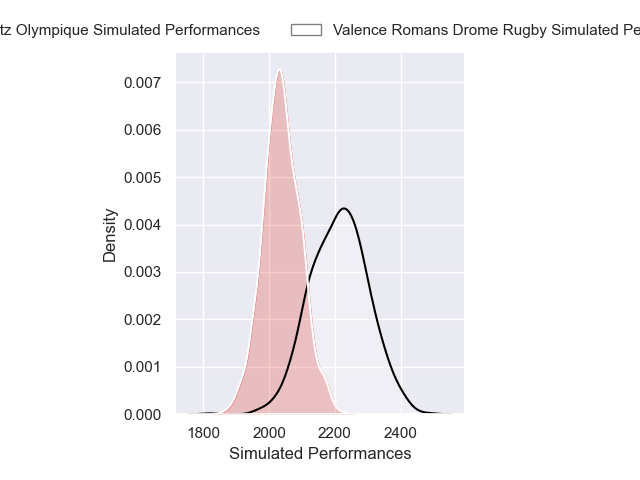 tz Olympique Simulated Performances
Valence Romans Drome Rugby Simulated Pe
0.007
0.006
0.005
0.004
0.003
0.002
0.001
0.000
Density
1800 2000 2200 2400
Simulated Performances